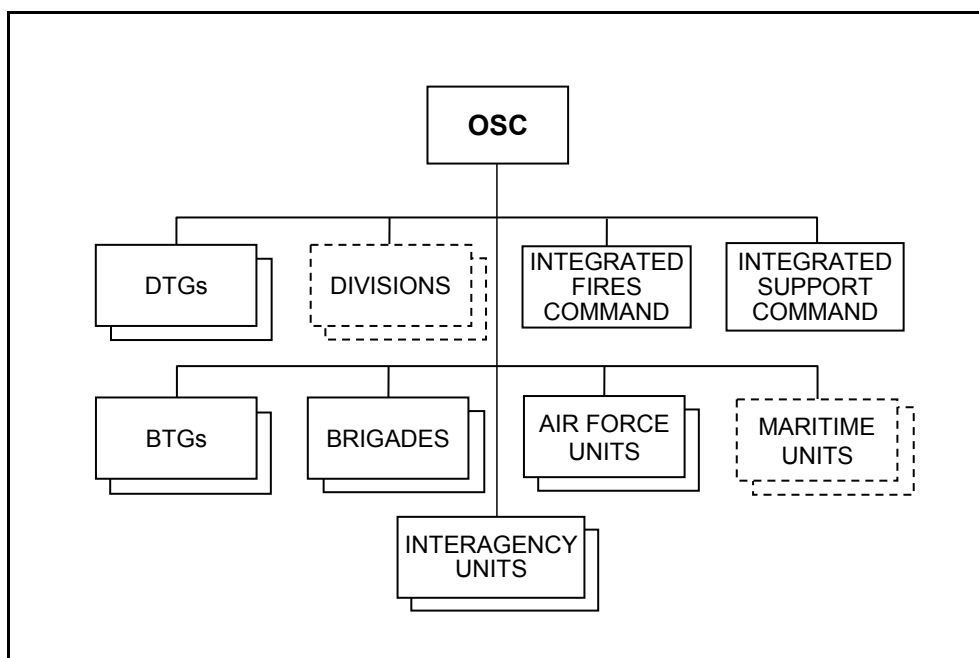 OSC
DTGs
DIVISIONS
INTEGRATED
FIRES
COMMAND
INTEGRATED
SUPPORT
COMMAND
BTGs
BRIGADES
AIR FORCE
UNITS
MARITIME
UNITS
INTERAGENCY
UNITS